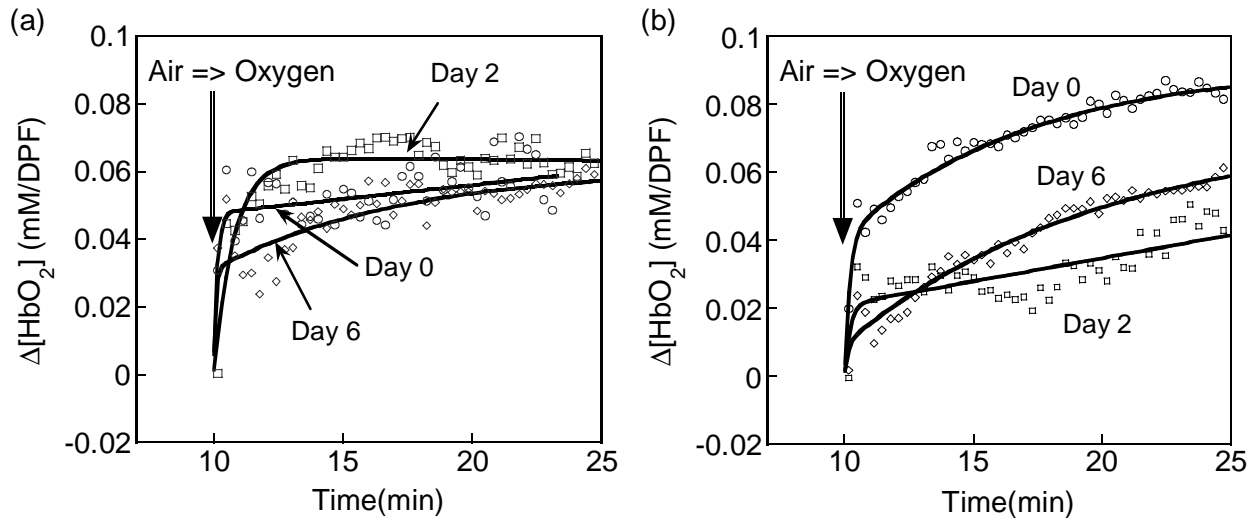 (a)
0.1
0.08
0.06
0.04
0.02
0
-0.02
Δ[HbO2] (mM/DPF)
Air => Oxygen
Day 2
Day 0
Day 6
10 15 20 25
Time(min)
(b)
0.1
0.08
0.06
0.04
0.02
0
-0.02
Δ[HbO2] (mM/DPF)
Air => Oxygen
Day 0
Day 6
Day 2
10 15 20 25
Time(min)